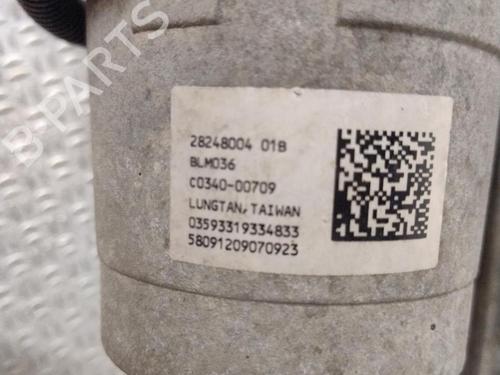 28248004 01B
BLM036
C0340-00709
LUNGTAN, TAIWAN
03593319334833
58091209070923
B-PARTS